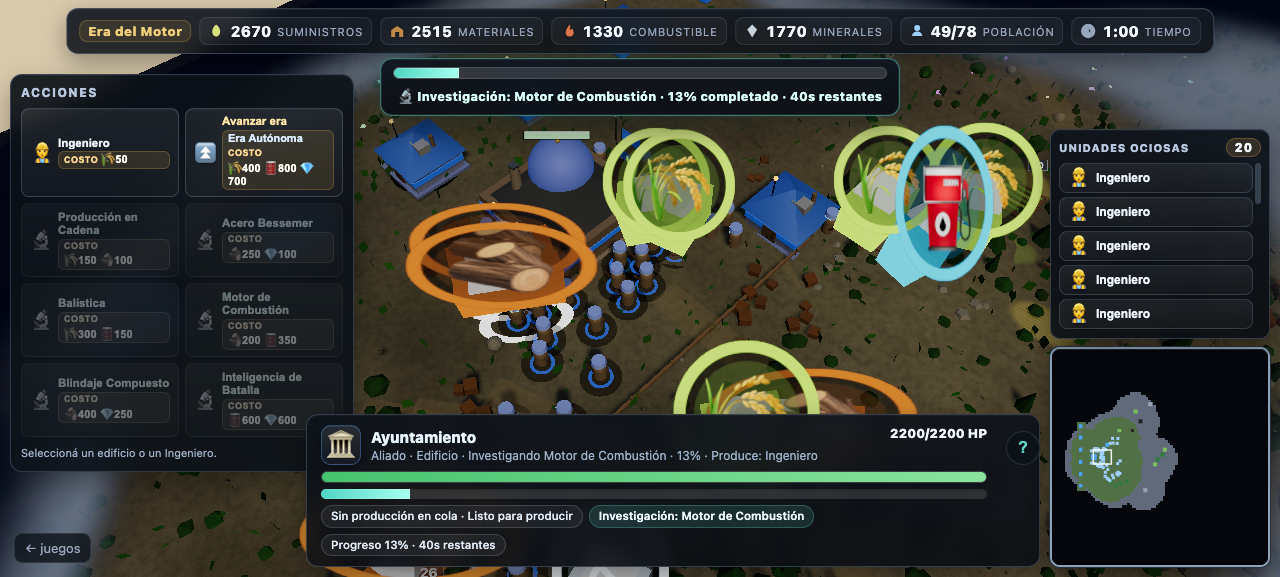 Era del Motor
2670 SUMINISTROS
2515 MATERIALES
1330 COMBUSTIBLE
1770 MINERALES
49/78 POBLACIÓN
1:00 TIEMPO
Investigación: Motor de Combustión · 13% completado · 40s restantes
ACCIONES
Ingeniero
COSTO 50
Avanzar era
Era Autónoma
COSTO
400 800
700
Producción en
Cadena
COSTO
150 100
Acero Bessemer
COSTO
250 100
Balística
COSTO
300 150
Motor de
Combustión
COSTO
200 350
Blindaje Compuesto
COSTO
400 250
Inteligencia de
Batalla
COSTO
600 600
Seleccioná un edificio o un Ingeniero.
UNIDADES OCIOSAS 20
Ingeniero
Ingeniero
Ingeniero
Ingeniero
Ingeniero
Ayuntamiento
2200/2200 HP
?
Aliado · Edificio · Investigando Motor de Combustión · 13% · Produce: Ingeniero
Sin producción en cola · Listo para producir
Investigación: Motor de Combustión
Progreso 13% · 40s restantes
← juegos
26